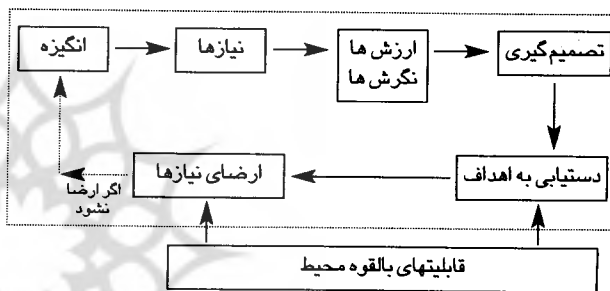 انگیزه
نیازها
ارزش ها
نگرش ها
تصمیم‌گیری
دستیابی به اهداف
ارضای نیازها
اگر ارضا
نشود
قابلیتهای بالقوه محیط